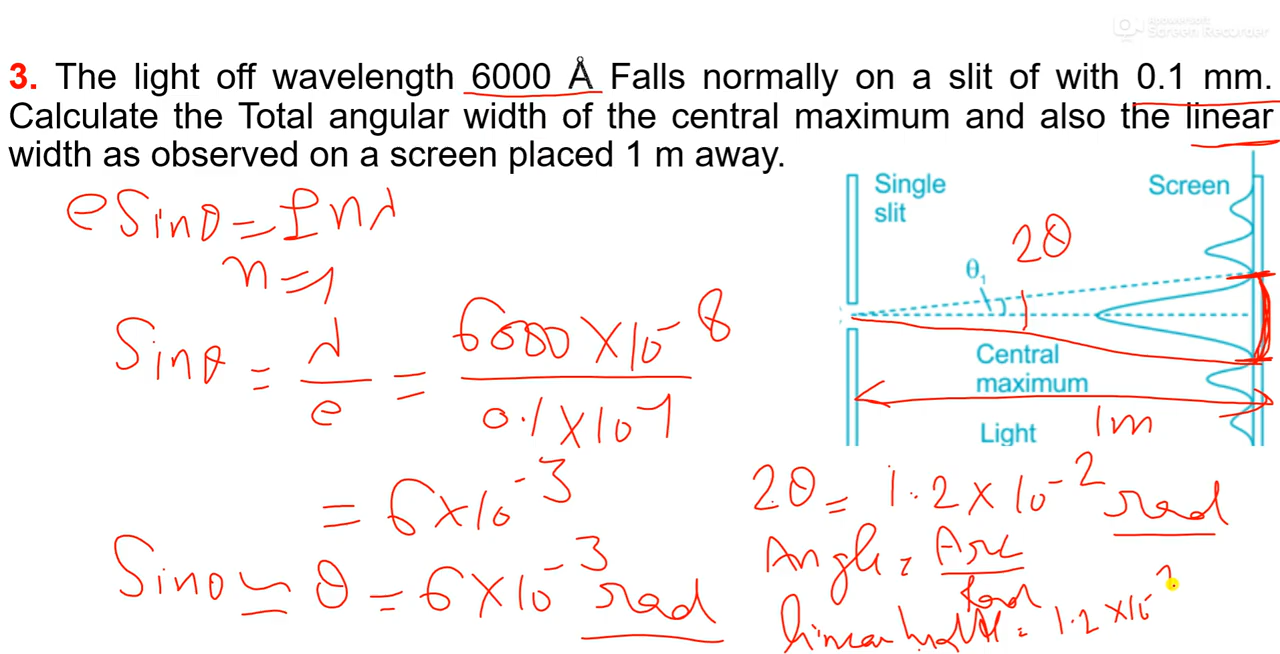 Apowersoft
Screen Recorder
3. The light off wavelength 6000 Å Falls normally on a slit of with 0.1 mm.
Calculate the Total angular width of the central maximum and also the linear
width as observed on a screen placed 1 m away.
e Sinθ = ± nλ
n = 1
Sinθ = λ / e = 6000 × 10⁻⁸ / 0.1 × 10⁻¹
= 6 × 10⁻³
Sinθ ≃ θ = 6 × 10⁻³ rad
Single
slit
Screen
2θ
θ₁
Central
maximum
1m
Light
2θ = 1.2 × 10⁻² rad
Angle = Arc /
linear width = 1.2 × 10⁻²